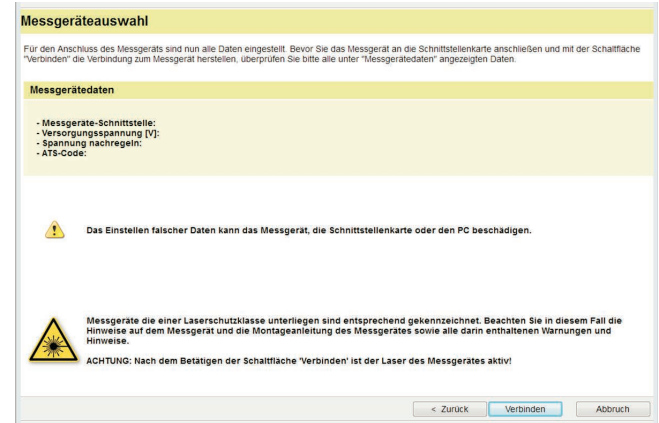 Messgeräteauswahl
Für den Anschluss des Messgeräts sind nun alle Daten eingestellt. Bevor Sie das Messgerät an die Schnittstellenkarte anschließen und mit der Schaltfläche
"Verbinden" die Verbindung zum Messgerät herstellen, überprüfen Sie bitte alle unter "Messgerätedaten" angezeigten Daten.
Messgerätedaten
- Messgeräte-Schnittstelle:
- Versorgungsspannung [V]:
- Spannung nachregeln:
- ATS-Code:
Das Einstellen falscher Daten kann das Messgerät, die Schnittstellenkarte oder den PC beschädigen.
Messgeräte die einer Laserschutzklasse unterliegen sind entsprechend gekennzeichnet. Beachten Sie in diesem Fall die
Hinweise auf dem Messgerät und die Montageanleitung des Messgerätes sowie alle darin enthaltenen Warnungen und
Hinweise.
ACHTUNG: Nach dem Betätigen der Schaltfläche 'Verbinden' ist der Laser des Messgerätes aktiv!
< Zurück Verbinden Abbruch